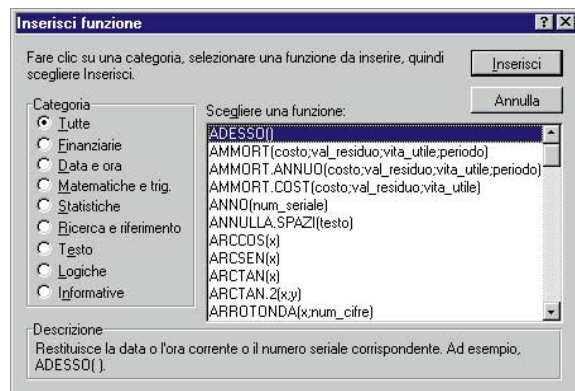 Inserisci funzione
Fare clic su una categoria, selezionare una funzione da inserire, quindi
scegliere Inserisci.
Inserisci
Annulla
Categoria
Tutte
Finanziarie
Data e ora
Matematiche e trig.
Statistiche
Ricerca e riferimento
Testo
Logiche
Informative
Scegliere una funzione:
ADESSO()
AMMORT(costo;val_residuo;vita_utile;periodo)
AMMORT.ANNUO(costo;val_residuo;vita_utile;periodo)
AMMORT.COST(costo;val_residuo;vita_utile)
ANNO(num_seriale)
ANNULLA.SPAZI(testo)
ARCCOS(x)
ARCSEN(x)
ARCTAN(x)
ARCTAN.2(x;y)
ARROTONDA(x;num_cifre)
Descrizione
Restituisce la data o l'ora corrente o il numero seriale corrispondente. Ad esempio,
ADESSO( ).